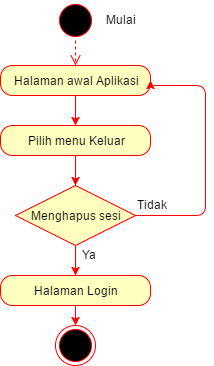 Mulai
Halaman awal Aplikasi
Pilih menu Keluar
Menghapus sesi
Tidak
Ya
Halaman Login